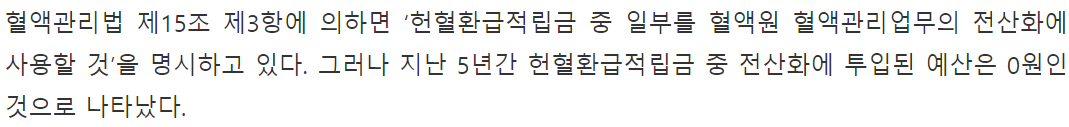 혈액관리법 제15조 제3항에 의하면 ‘헌혈환급적립금 중 일부를 혈액원 혈액관리업무의 전산화에
사용할 것’을 명시하고 있다. 그러나 지난 5년간 헌혈환급적립금 중 전산화에 투입된 예산은 0원인
것으로 나타났다.